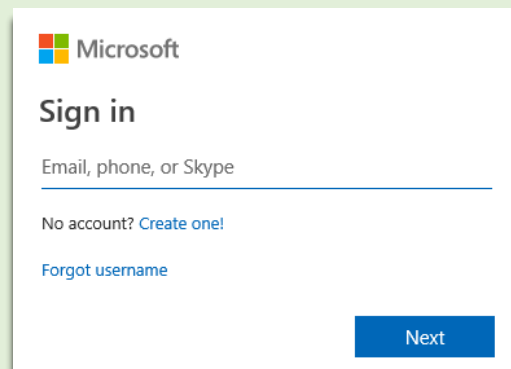 Microsoft
Sign in
Email, phone, or Skype
No account? Create one!
Forgot username
Next